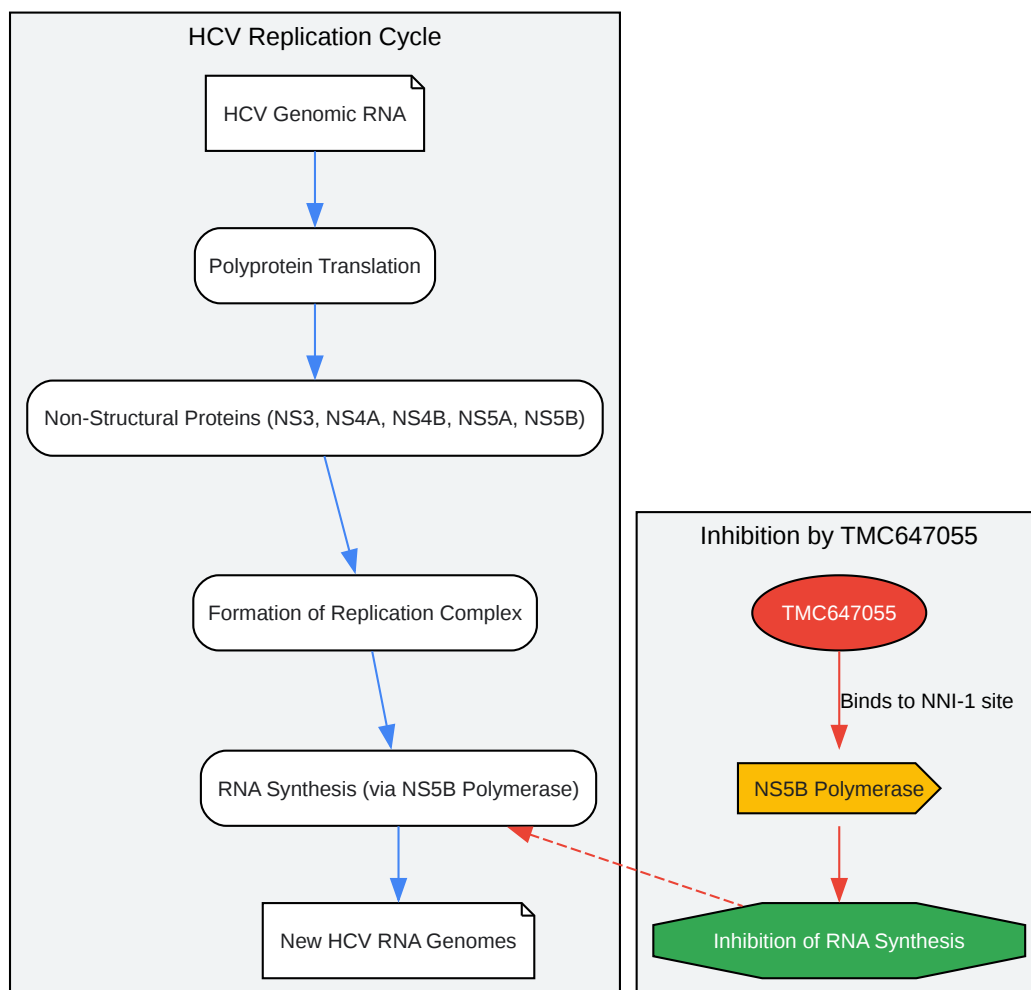 HCV Replication Cycle
HCV Genomic RNA
Polyprotein Translation
Non-Structural Proteins (NS3, NS4A, NS4B, NS5A, NS5B)
Formation of Replication Complex
RNA Synthesis (via NS5B Polymerase)
New HCV RNA Genomes
Inhibition by TMC647055
TMC647055
Binds to NNI-1 site
NS5B Polymerase
Inhibition of RNA Synthesis